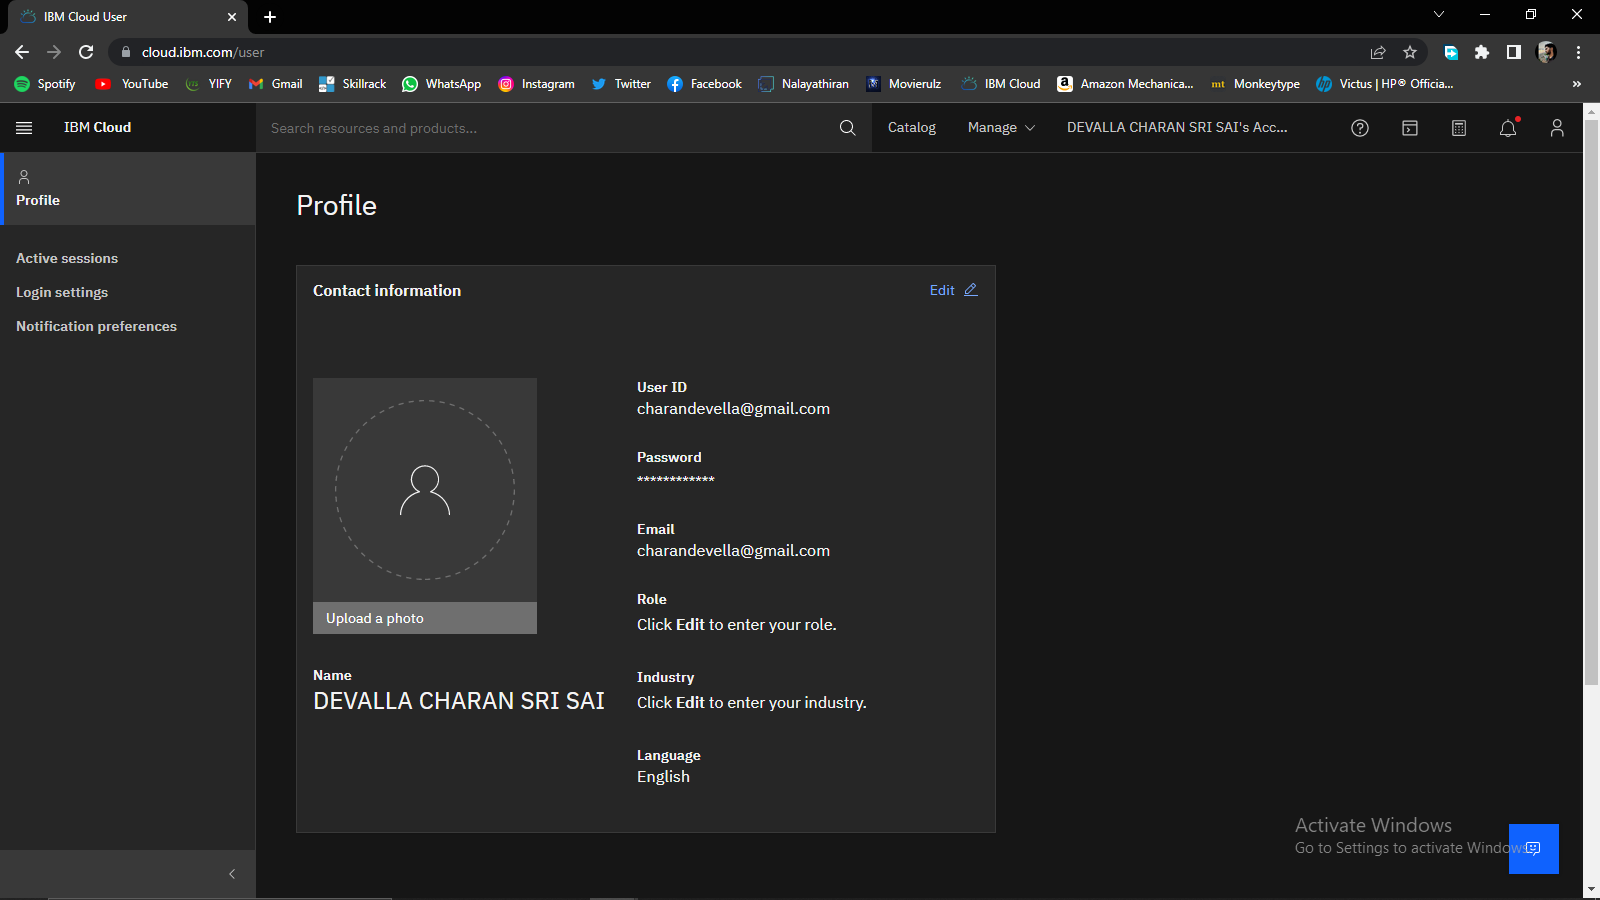 IBM Cloud User
cloud.ibm.com/user
Spotify YouTube YIFY Gmail Skillrack WhatsApp Instagram Twitter Facebook Nalayathiran Movierulz IBM Cloud Amazon Mechanica... mt Monkeytype Victus | HP® Officia... »
IBM Cloud Search resources and products... Catalog Manage DEVALLA CHARAN SRI SAI's Acc...
Profile
Active sessions
Login settings
Notification preferences
Profile
Contact information Edit
Upload a photo
Name
DEVALLA CHARAN SRI SAI
User ID
charandevella@gmail.com
Password
************
Email
charandevella@gmail.com
Role
Click Edit to enter your role.
Industry
Click Edit to enter your industry.
Language
English
Activate Windows
Go to Settings to activate Windows